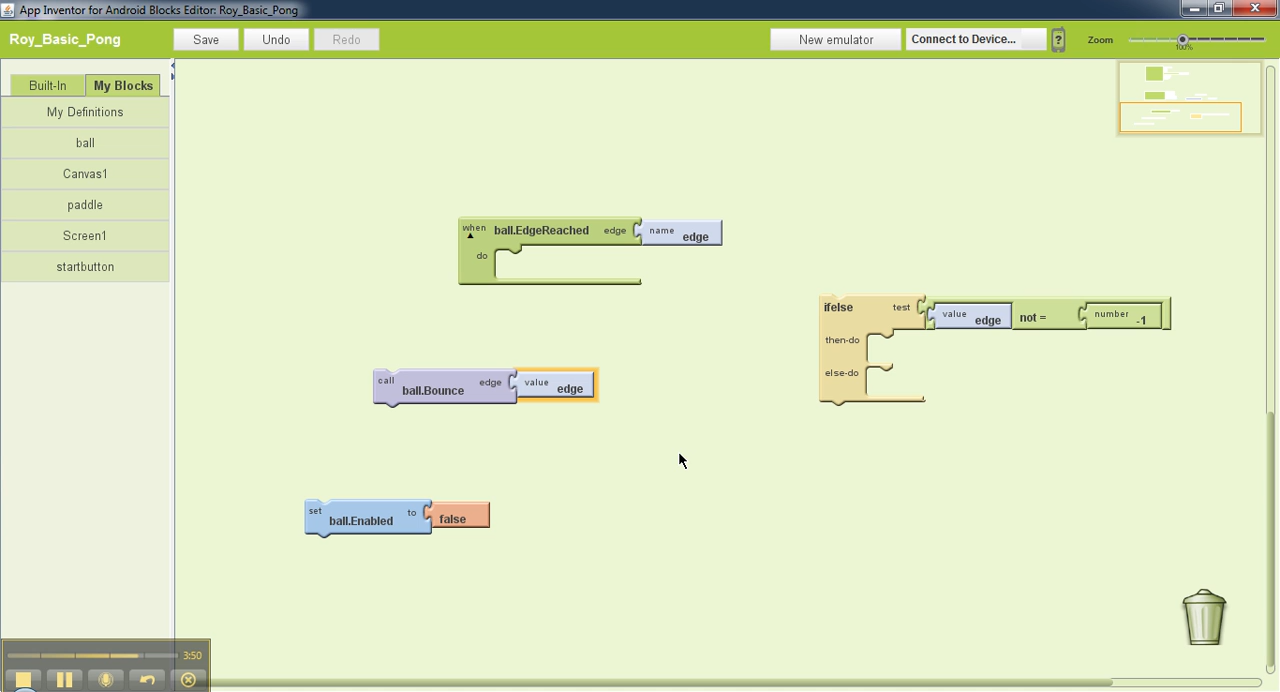 App Inventor for Android Blocks Editor: Roy_Basic_Pong
Roy_Basic_Pong Save Undo Redo New emulator Connect to Device... ? Zoom
100%
Built-In My Blocks
My Definitions
ball
Canvas1
paddle
Screen1
startbutton
when ball.EdgeReached edge name edge
do
ifelse test value edge not = number -1
then-do
else-do
call ball.Bounce edge value edge
set ball.Enabled to false
3:50